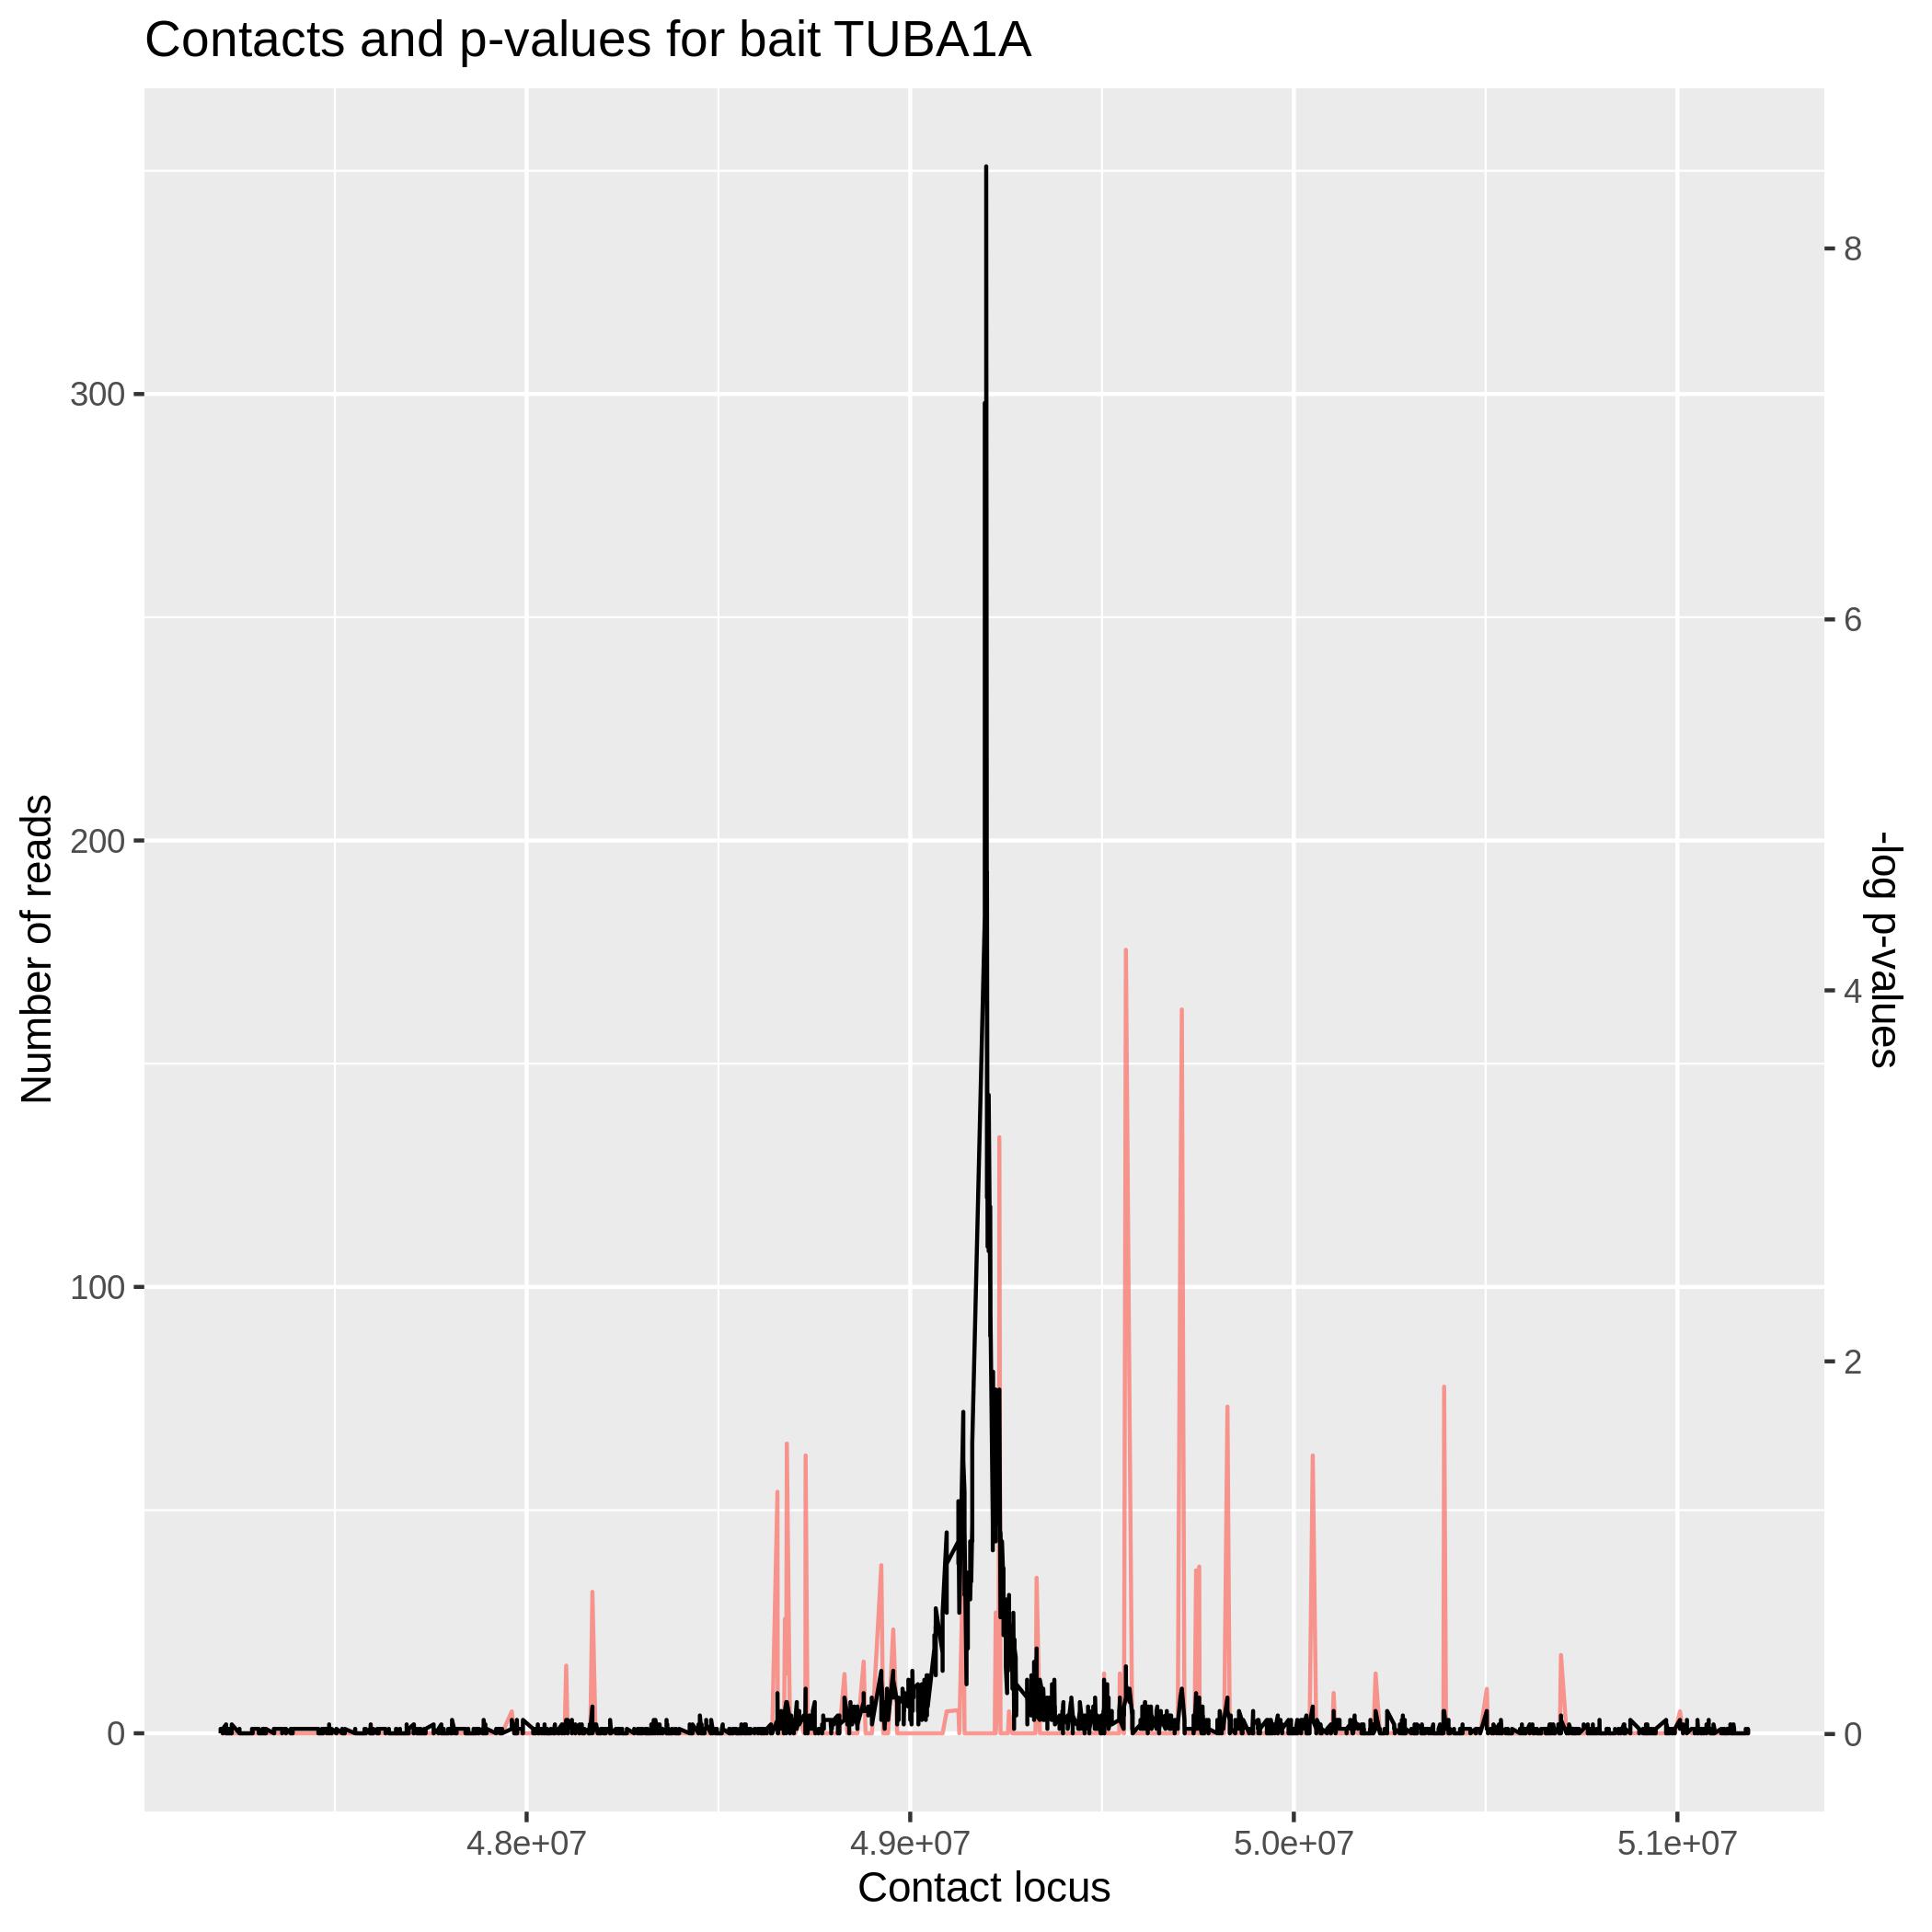 Contacts and p-values for bait TUBA1A
300
200
100
0
Number of reads
8
6
4
2
0
-log p-values
4.8e+07
4.9e+07
5.0e+07
5.1e+07
Contact locus